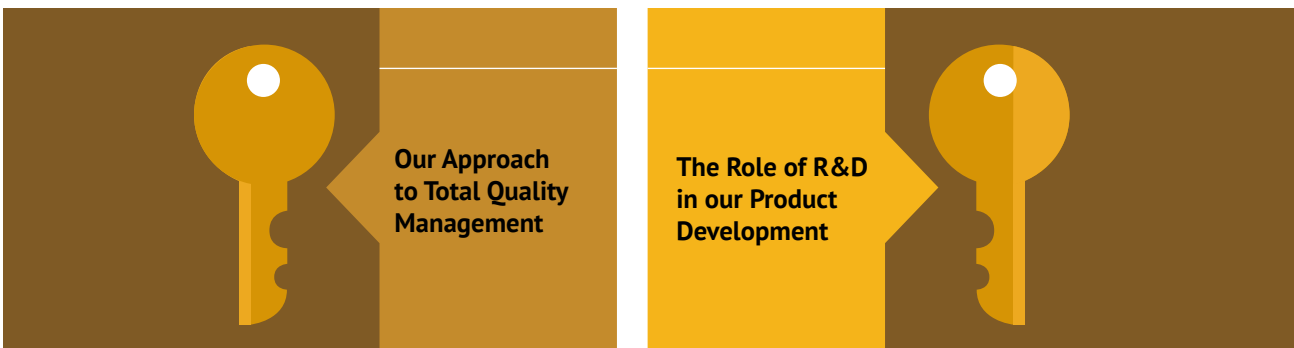 Our Approach
to Total Quality
Management
The Role of R&D
in our Product
Development